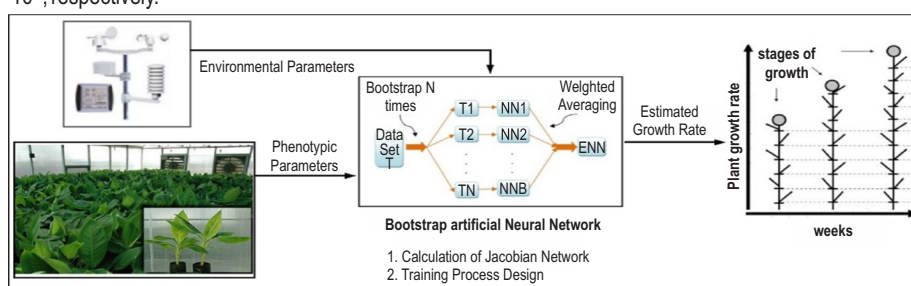 10 , respectively.
Environmental Parameters
Phenotypic
Parameters
Bootstrap N
times
Weighted
Averaging
Data
Set
T
T1
NN1
T2
NN2
TN
NNB
ENN
Bootstrap artificial Neural Network
1. Calculation of Jacobian Network
2. Training Process Design
Estimated
Growth Rate
stages of
growth
Plant growth rate
weeks